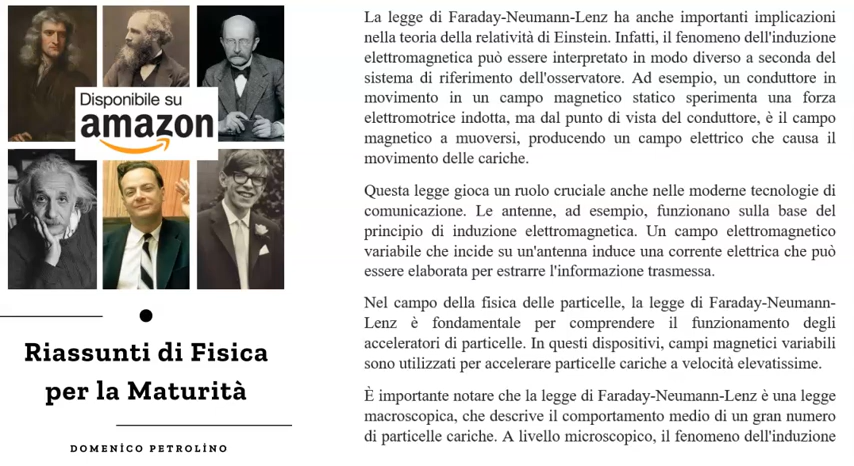 Disponibile su
amazon
Riassunti di Fisica
per la Maturità
DOMENICO PETROLINO
La legge di Faraday-Neumann-Lenz ha anche importanti implicazioni
nella teoria della relatività di Einstein. Infatti, il fenomeno dell'induzione
elettromagnetica può essere interpretato in modo diverso a seconda del
sistema di riferimento dell'osservatore. Ad esempio, un conduttore in
movimento in un campo magnetico statico sperimenta una forza
elettromotrice indotta, ma dal punto di vista del conduttore, è il campo
magnetico a muoversi, producendo un campo elettrico che causa il
movimento delle cariche.
Questa legge gioca un ruolo cruciale anche nelle moderne tecnologie di
comunicazione. Le antenne, ad esempio, funzionano sulla base del
principio di induzione elettromagnetica. Un campo elettromagnetico
variabile che incide su un'antenna induce una corrente elettrica che può
essere elaborata per estrarre l'informazione trasmessa.
Nel campo della fisica delle particelle, la legge di Faraday-Neumann-
Lenz è fondamentale per comprendere il funzionamento degli
acceleratori di particelle. In questi dispositivi, campi magnetici variabili
sono utilizzati per accelerare particelle cariche a velocità elevatissime.
È importante notare che la legge di Faraday-Neumann-Lenz è una legge
macroscopica, che descrive il comportamento medio di un gran numero
di particelle cariche. A livello microscopico, il fenomeno dell'induzione